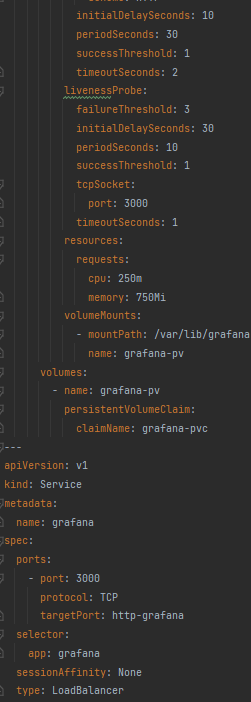 initialDelaySeconds: 10
periodSeconds: 30
successThreshold: 1
timeoutSeconds: 2
livenessProbe:
failureThreshold: 3
initialDelaySeconds: 30
periodSeconds: 10
successThreshold: 1
tcpSocket:
port: 3000
timeoutSeconds: 1
resources:
requests:
cpu: 250m
memory: 750Mi
volumeMounts:
- mountPath: /var/lib/grafana
name: grafana-pv
volumes:
- name: grafana-pv
persistentVolumeClaim:
claimName: grafana-pvc
---
apiVersion: v1
kind: Service
metadata:
name: grafana
spec:
ports:
- port: 3000
protocol: TCP
targetPort: http-grafana
selector:
app: grafana
sessionAffinity: None
type: LoadBalancer